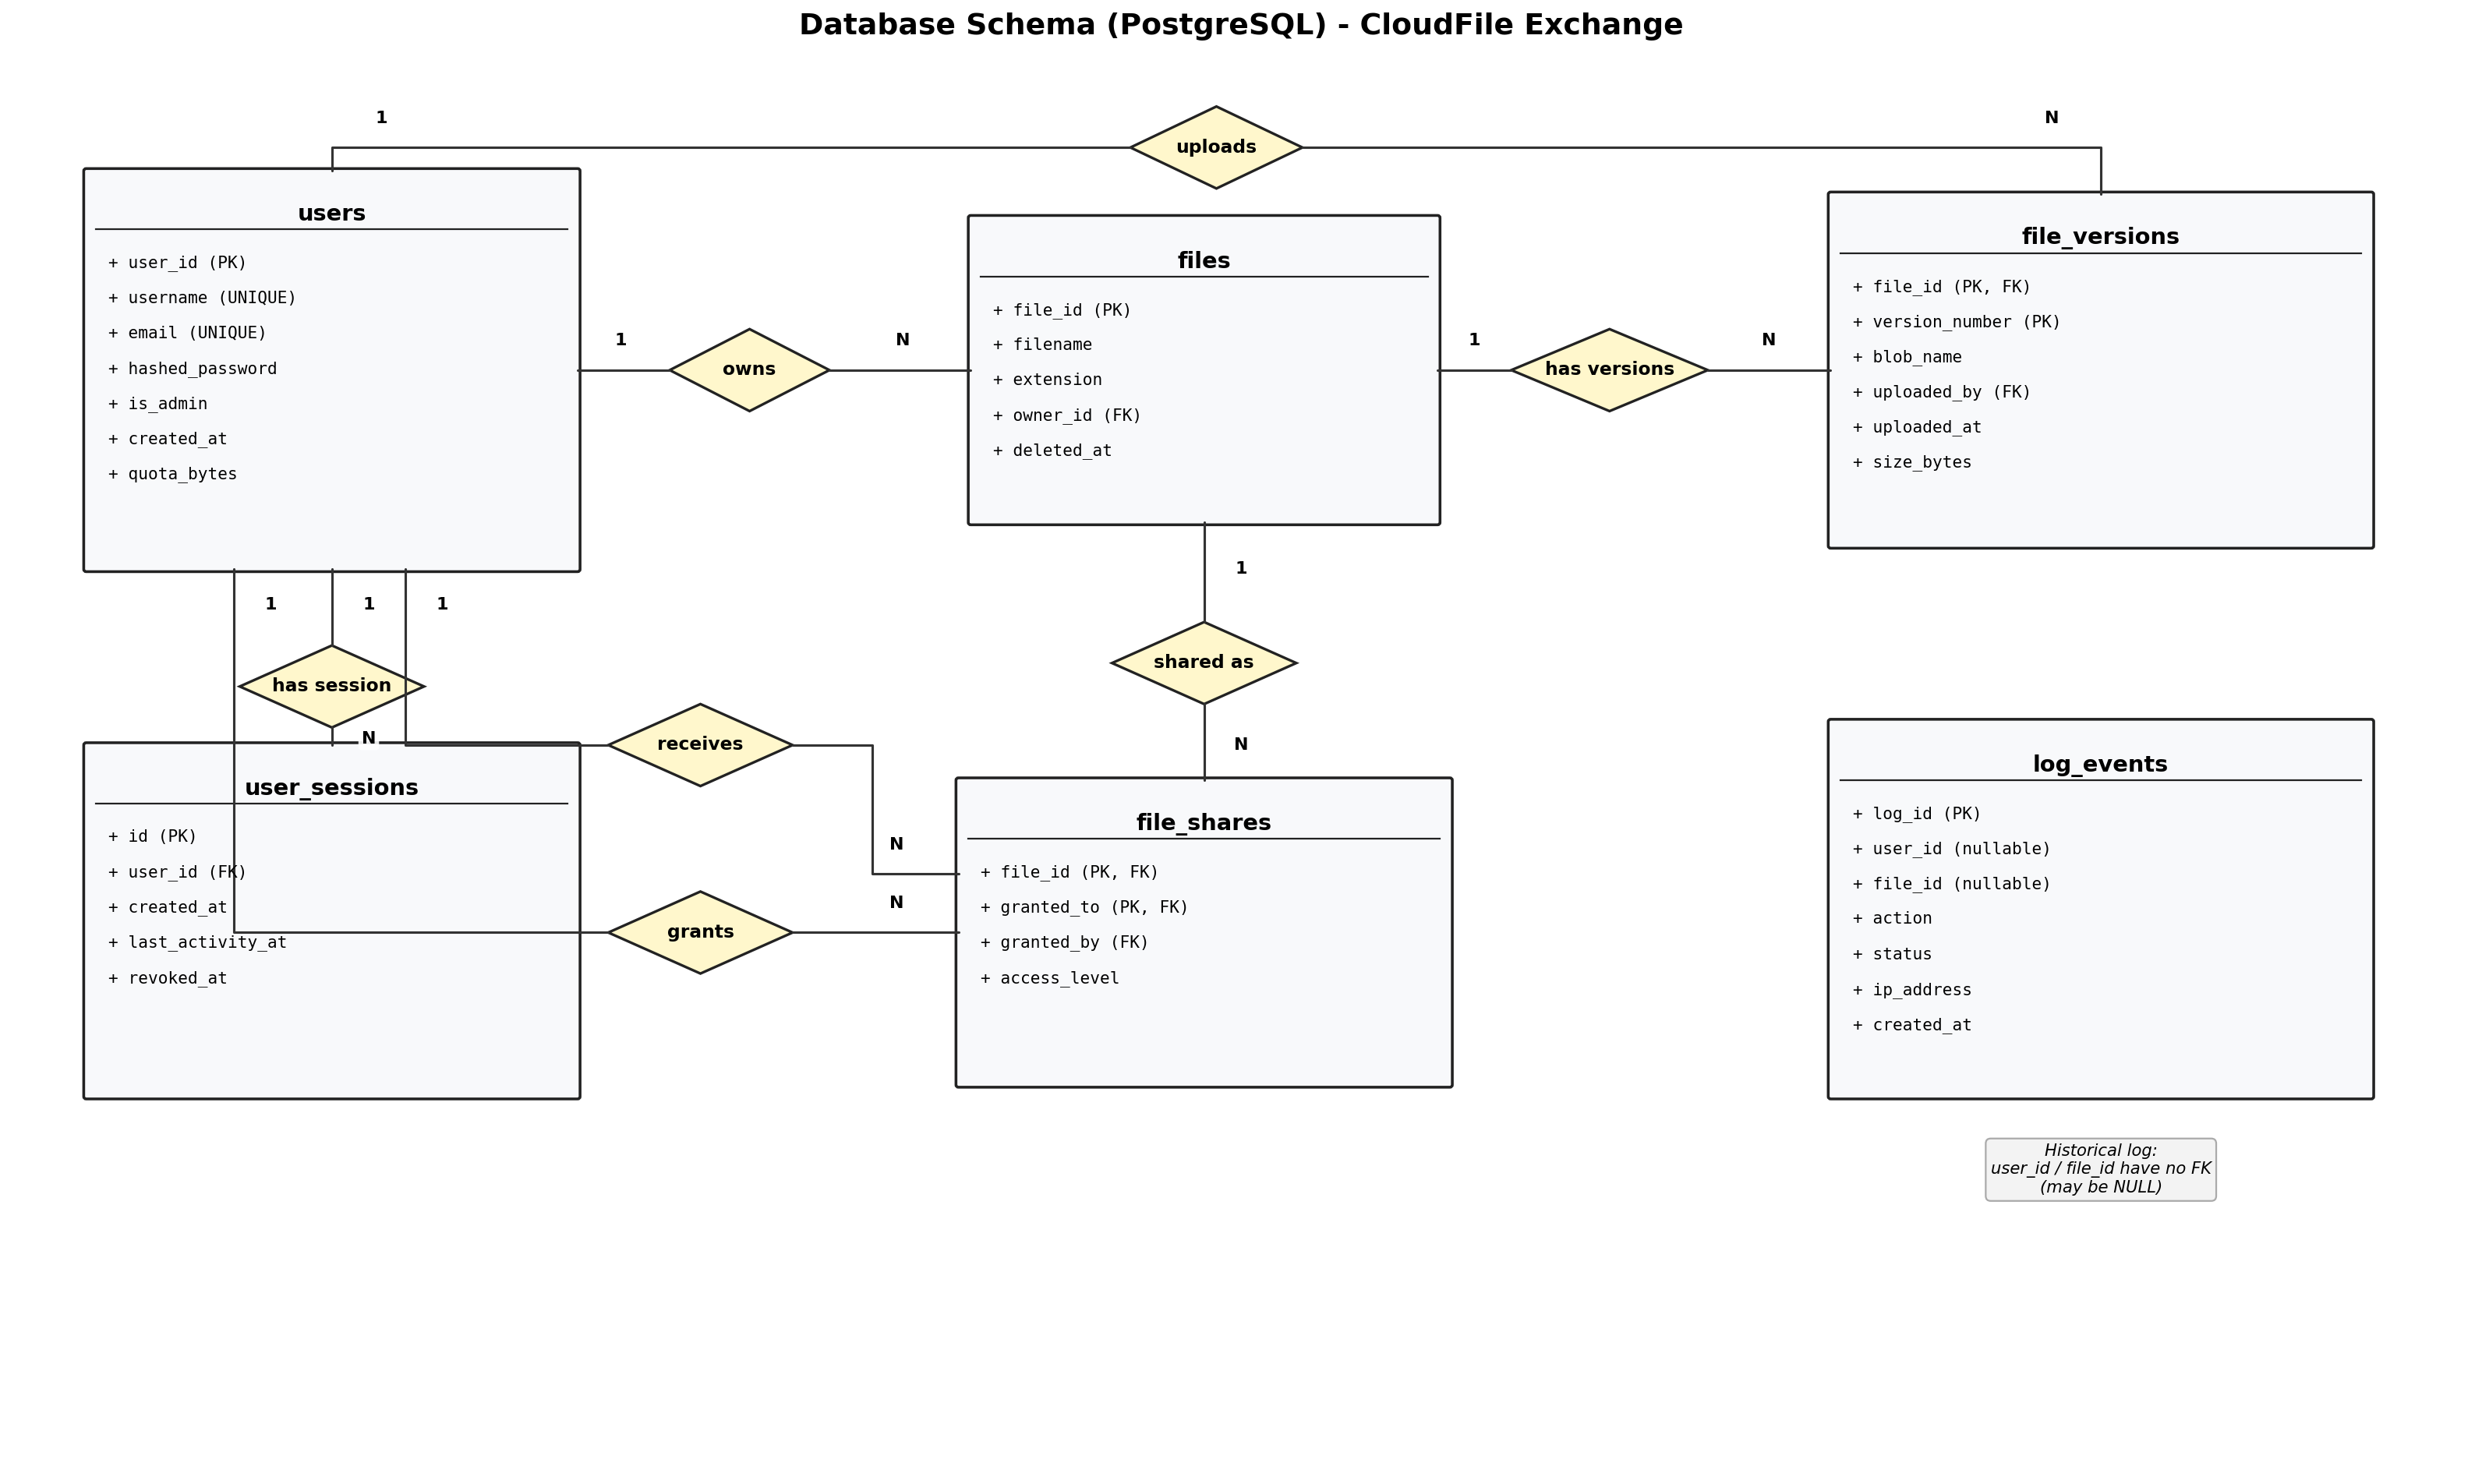 Database Schema (PostgreSQL) - CloudFile Exchange
1
uploads
N
users
+ user_id (PK)
+ username (UNIQUE)
+ email (UNIQUE)
+ hashed_password
+ is_admin
+ created_at
+ quota_bytes
1
owns
N
files
+ file_id (PK)
+ filename
+ extension
+ owner_id (FK)
+ deleted_at
1
has versions
N
file_versions
+ file_id (PK, FK)
+ version_number (PK)
+ blob_name
+ uploaded_by (FK)
+ uploaded_at
+ size_bytes
1
1
1
has session
N
1
shared as
N
user_sessions
+ id (PK)
+ user_id (FK)
+ created_at
+ last_activity_at
+ revoked_at
receives
N
grants
N
file_shares
+ file_id (PK, FK)
+ granted_to (PK, FK)
+ granted_by (FK)
+ access_level
log_events
+ log_id (PK)
+ user_id (nullable)
+ file_id (nullable)
+ action
+ status
+ ip_address
+ created_at
Historical log:
user_id / file_id have no FK
(may be NULL)